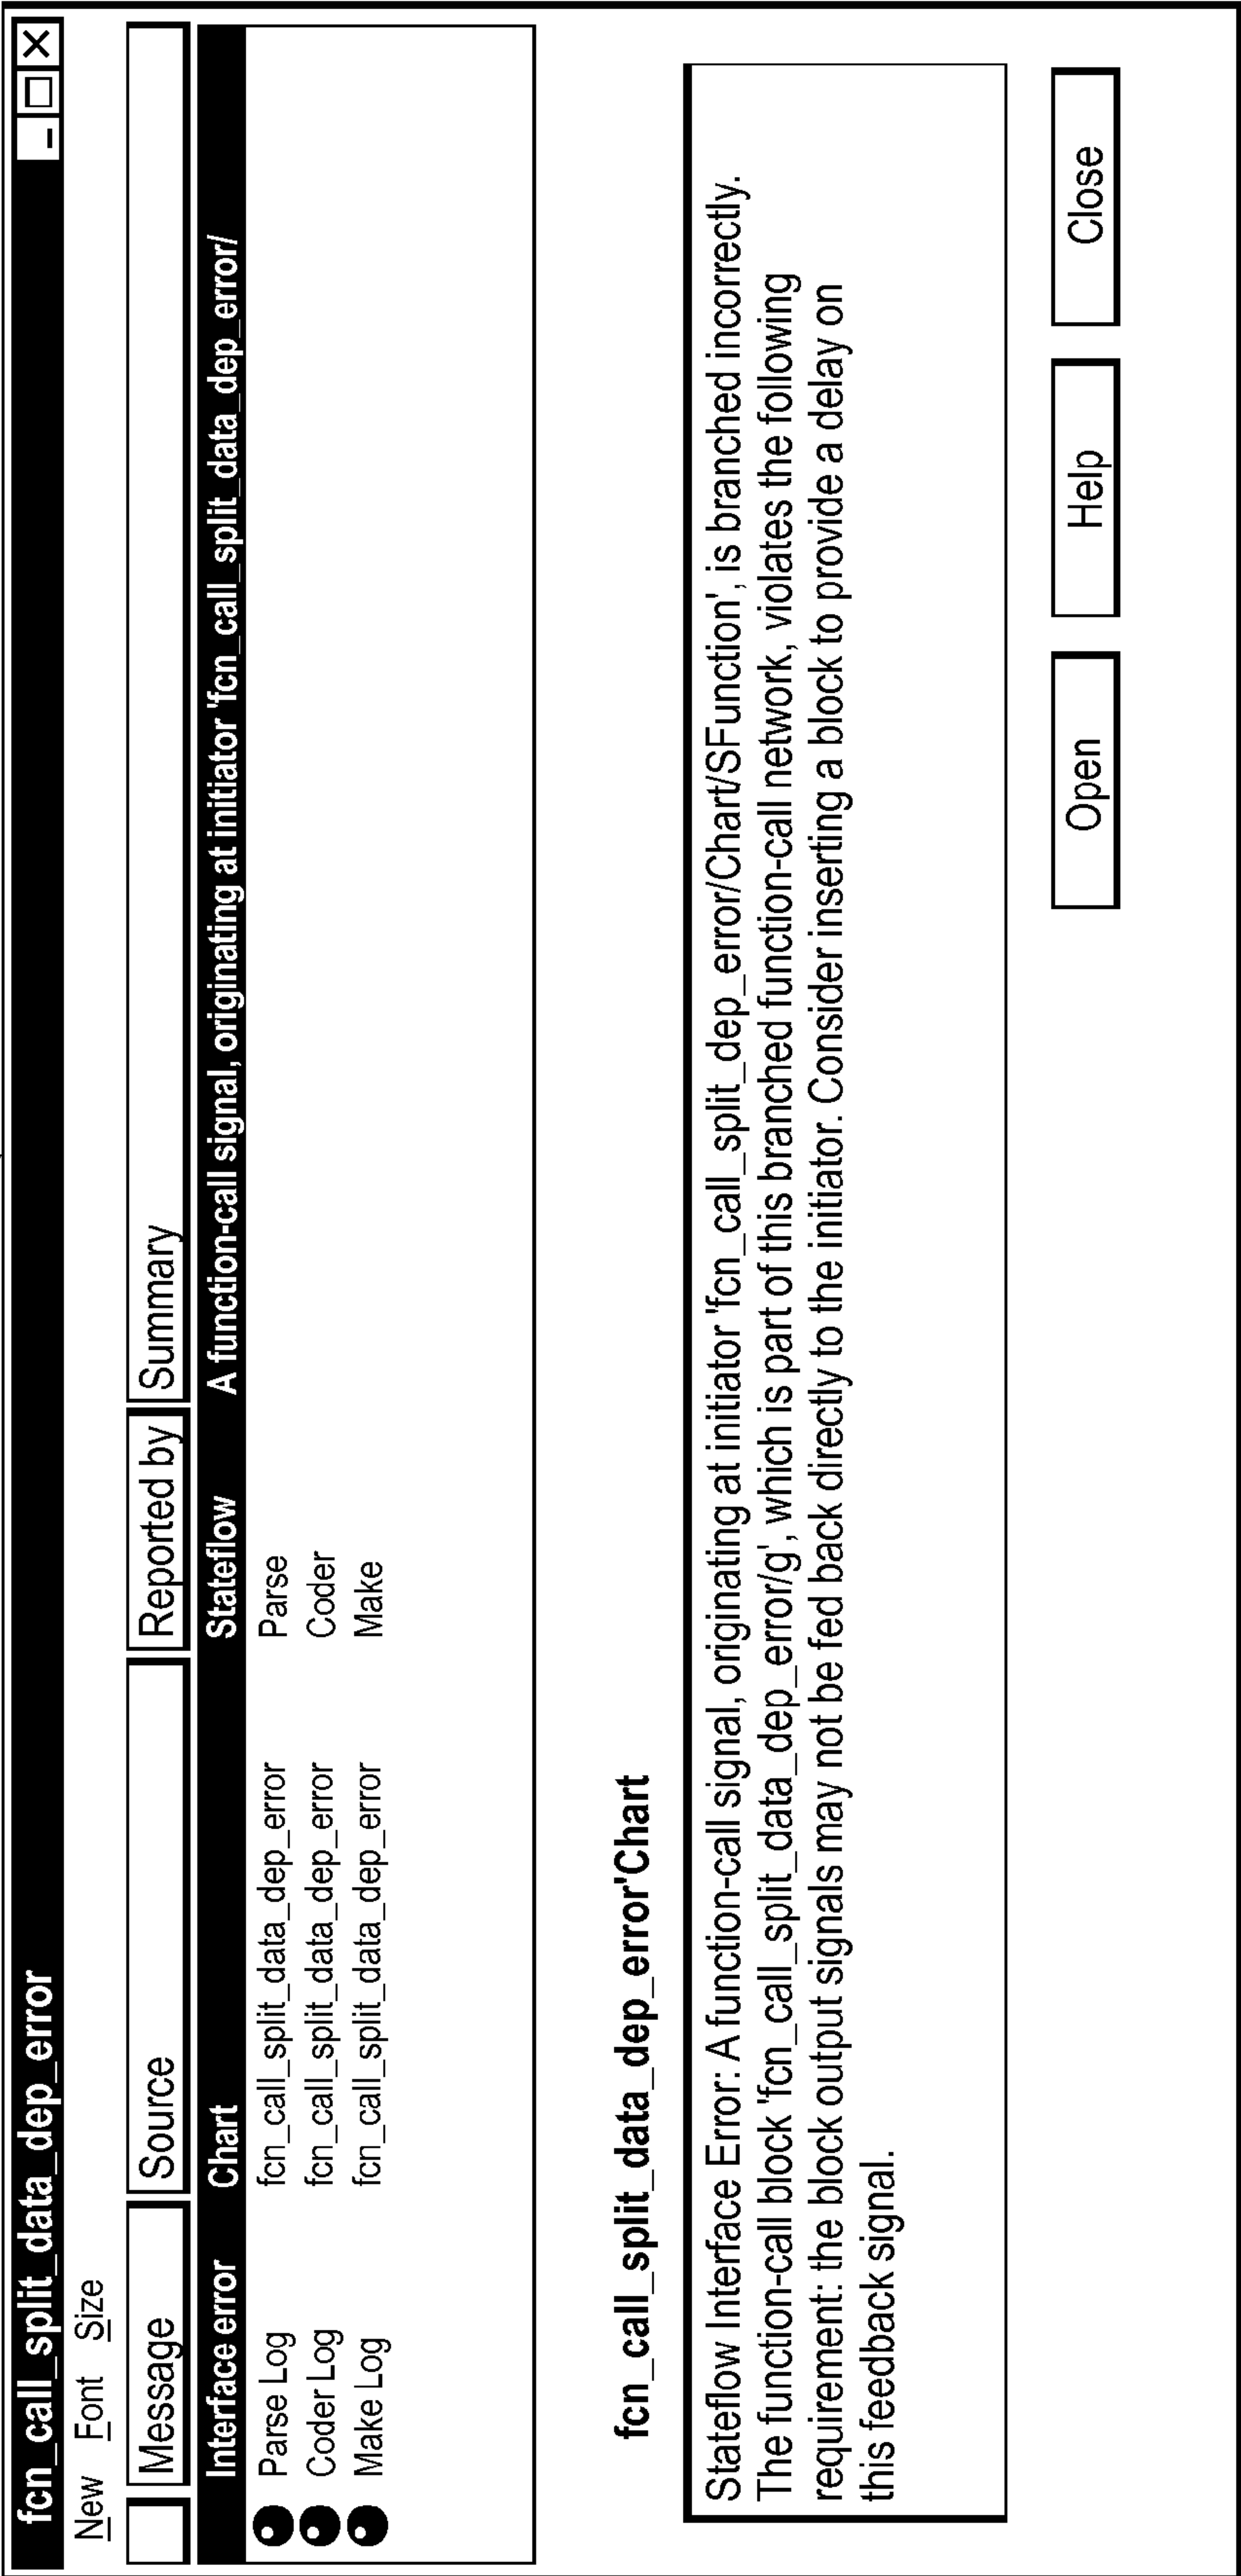 fcn_call_split_data_dep_error
New Font Size
Message Source Reported by Summary
Interface error Chart Stateflow A function-call signal, originating at initiator 'fcn_call_split_data_dep_error/
Parse Log fcn_call_split_data_dep_error Parse
Coder Log fcn_call_split_data_dep_error Coder
Make Log fcn_call_split_data_dep_error Make
fcn_call_split_data_dep_error'Chart
Stateflow Interface Error: A function-call signal, originating at initiator 'fcn_call_split_dep_error/Chart/SFunction', is branched incorrectly.
The function-call block 'fcn_call_split_data_dep_error/g', which is part of this branched function-call network, violates the following
requirement: the block output signals may not be fed back directly to the initiator. Consider inserting a block to provide a delay on
this feedback signal.
Open Help Close